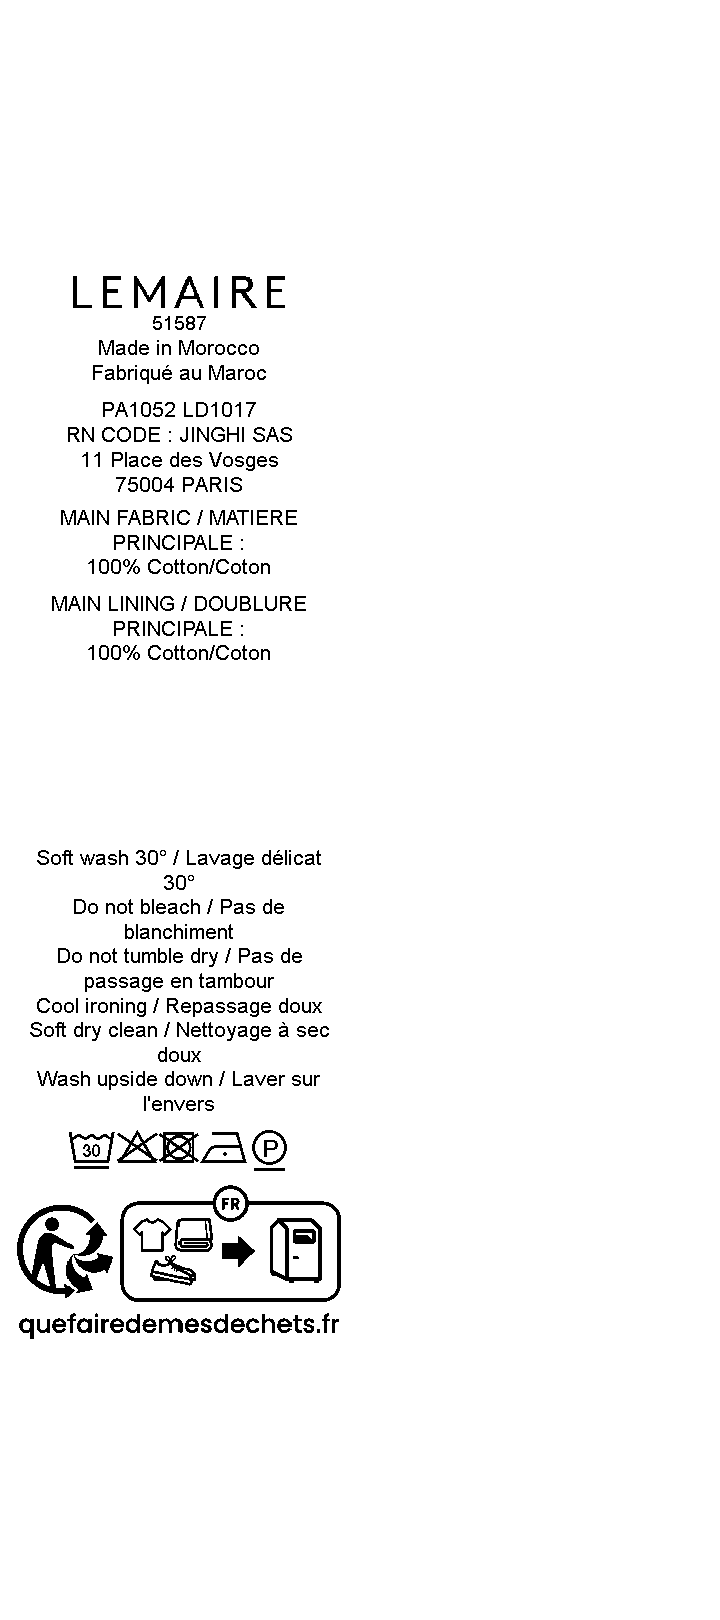 LEMAIRE
51587
Made in Morocco
Fabriqué au Maroc
PA1052 LD1017
RN CODE : JINGHI SAS
11 Place des Vosges
75004 PARIS
MAIN FABRIC / MATIERE
PRINCIPALE :
100% Cotton/Coton
MAIN LINING / DOUBLURE
PRINCIPALE :
100% Cotton/Coton
Soft wash 30° / Lavage délicat
30°
Do not bleach / Pas de
blanchiment
Do not tumble dry / Pas de
passage en tambour
Cool ironing / Repassage doux
Soft dry clean / Nettoyage à sec
doux
Wash upside down / Laver sur
l'envers
30 P
FR
quefairedemesdechets.fr